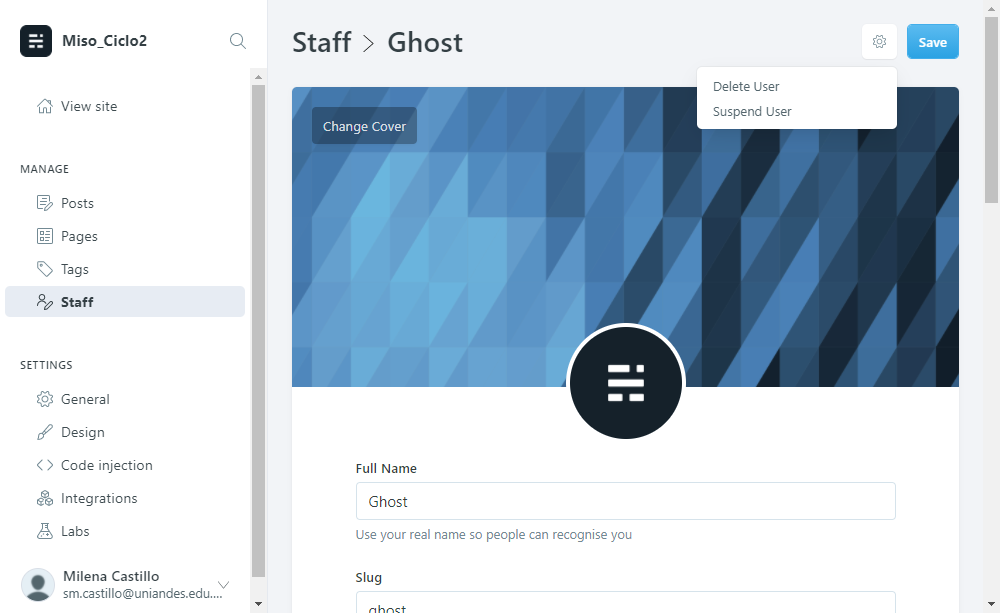 Miso_Ciclo2
View site
MANAGE
Posts
Pages
Tags
Staff
SETTINGS
General
Design
Code injection
Integrations
Labs
Milena Castillo
sm.castillo@uniandes.edu....
Staff > Ghost
Save
Delete User
Suspend User
Change Cover
Full Name
Ghost
Use your real name so people can recognise you
Slug
ghost